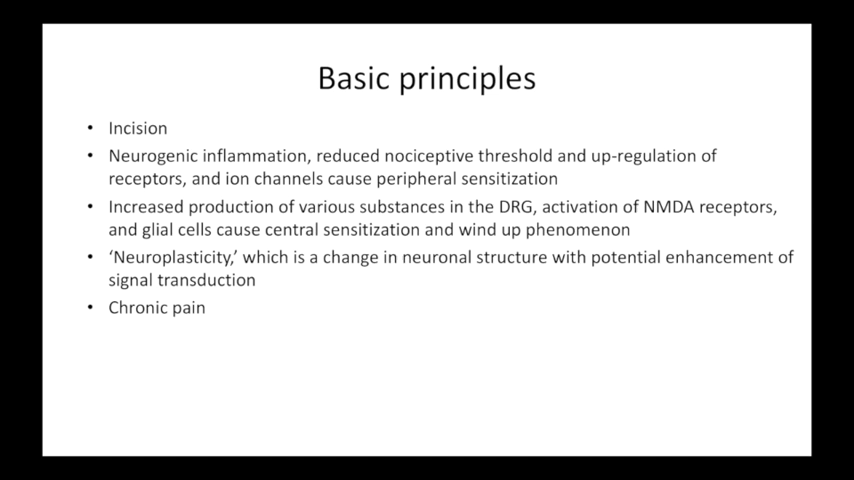 Basic principles
• Incision
• Neurogenic inflammation, reduced nociceptive threshold and up-regulation of
receptors, and ion channels cause peripheral sensitization
• Increased production of various substances in the DRG, activation of NMDA receptors,
and glial cells cause central sensitization and wind up phenomenon
• ‘Neuroplasticity,’ which is a change in neuronal structure with potential enhancement of
signal transduction
• Chronic pain